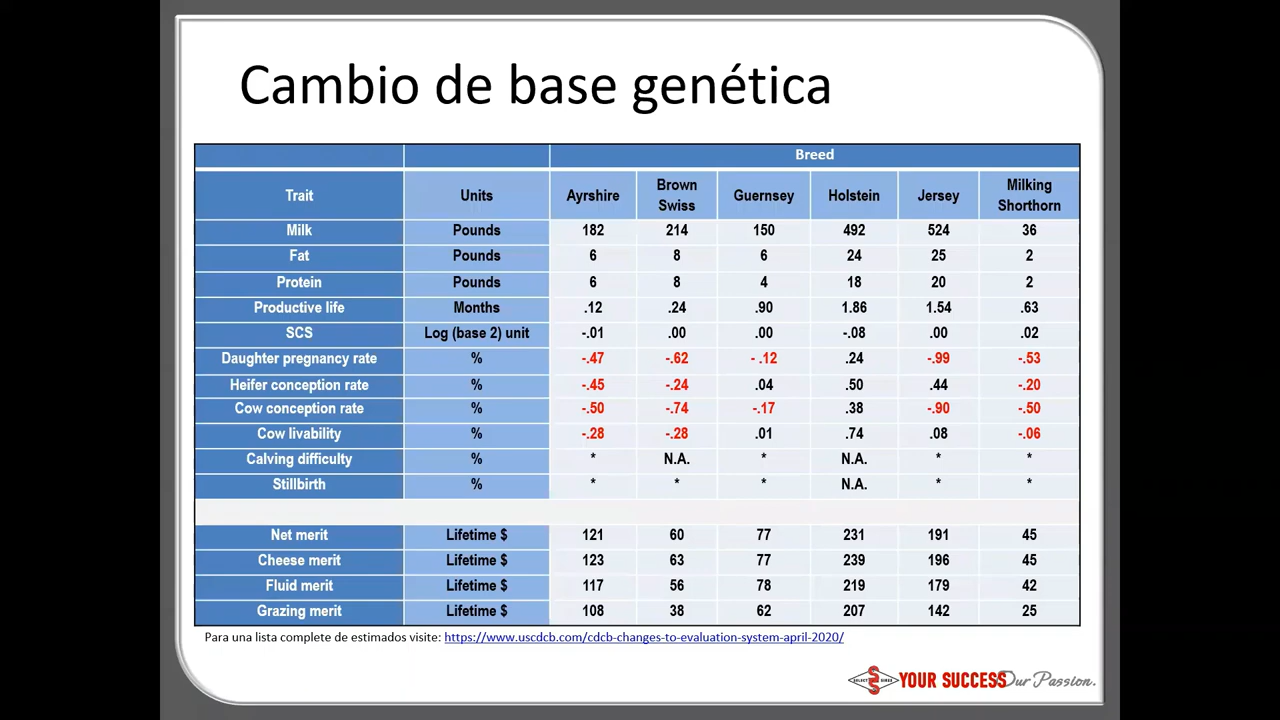 Cambio de base genética
Breed
Trait Units Ayrshire Brown Swiss Guernsey Holstein Jersey Milking Shorthorn
Milk Pounds 182 214 150 492 524 36
Fat Pounds 6 8 6 24 25 2
Protein Pounds 6 8 4 18 20 2
Productive life Months .12 .24 .90 1.86 1.54 .63
SCS Log (base 2) unit -.01 .00 .00 -.08 .00 .02
Daughter pregnancy rate % -.47 -.62 - .12 .24 -.99 -.53
Heifer conception rate % -.45 -.24 .04 .50 .44 -.20
Cow conception rate % -.50 -.74 -.17 .38 -.90 -.50
Cow livability % -.28 -.28 .01 .74 .08 -.06
Calving difficulty % * N.A. * N.A. * *
Stillbirth % * * * N.A. * *
Net merit Lifetime $ 121 60 77 231 191 45
Cheese merit Lifetime $ 123 63 77 239 196 45
Fluid merit Lifetime $ 117 56 78 219 179 42
Grazing merit Lifetime $ 108 38 62 207 142 25
Para una lista complete de estimados visite: https://www.uscdcb.com/cdcb-changes-to-evaluation-system-april-2020/
SELECT SIRES YOUR SUCCESS Our Passion.